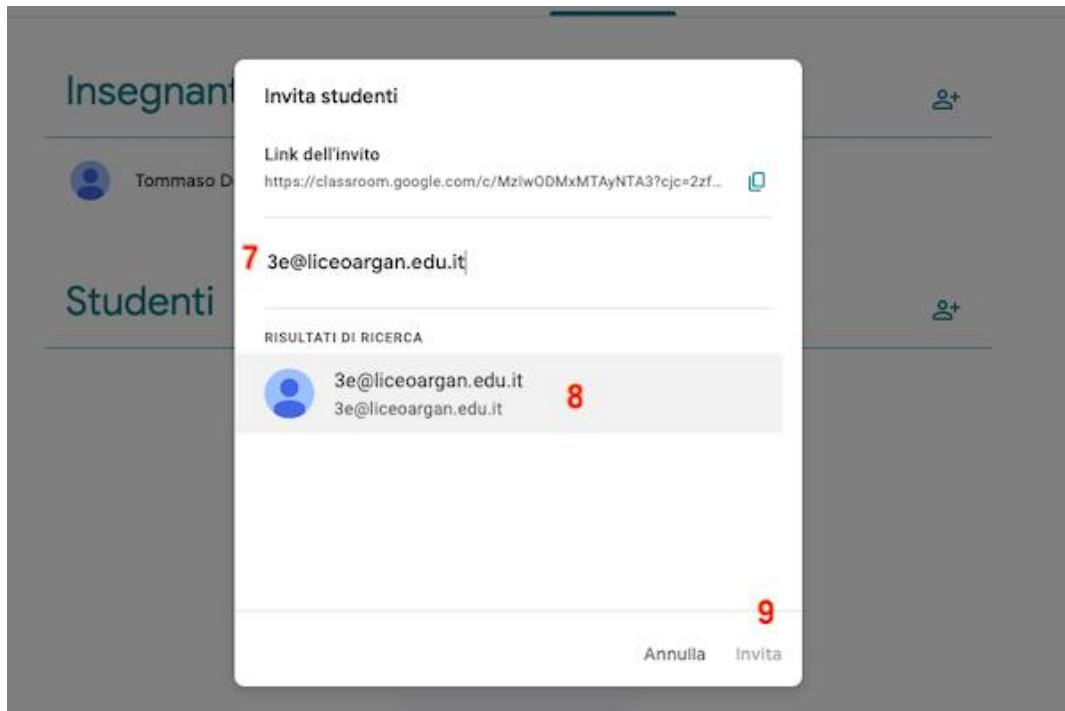 Insegnant
Tommaso D
Studenti
Invita studenti
Link dell'invito
https://classroom.google.com/c/MzIwODMxMTAyNTA3?cjc=2zf...
7 3e@liceoargan.edu.it
RISULTATI DI RICERCA
3e@liceoargan.edu.it
3e@liceoargan.edu.it
8
9
Annulla Invita